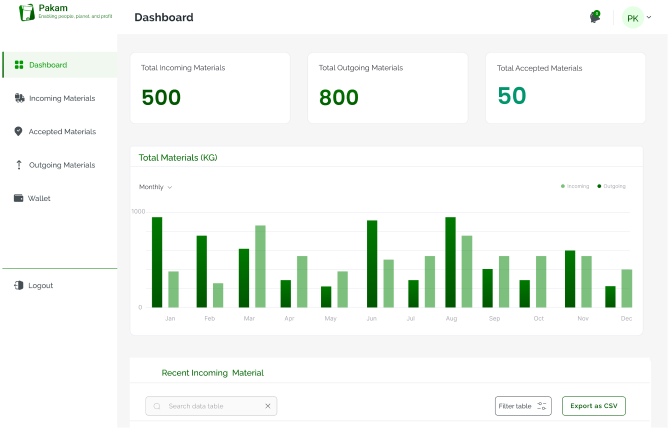 Pakam
Enabling people, planet and profit
Dashboard
PK
Dashboard
Incoming Materials
Accepted Materials
Outgoing Materials
Wallet
Logout
Total Incoming Materials
500
Total Outgoing Materials
800
Total Accepted Materials
50
Total Materials (KG)
Monthly
Incoming
Outgoing
1000
0
Jan Feb Mar Apr May Jun Jul Aug Sep Oct Nov Dec
Recent Incoming Material
Search data table
Filter table
Export as CSV